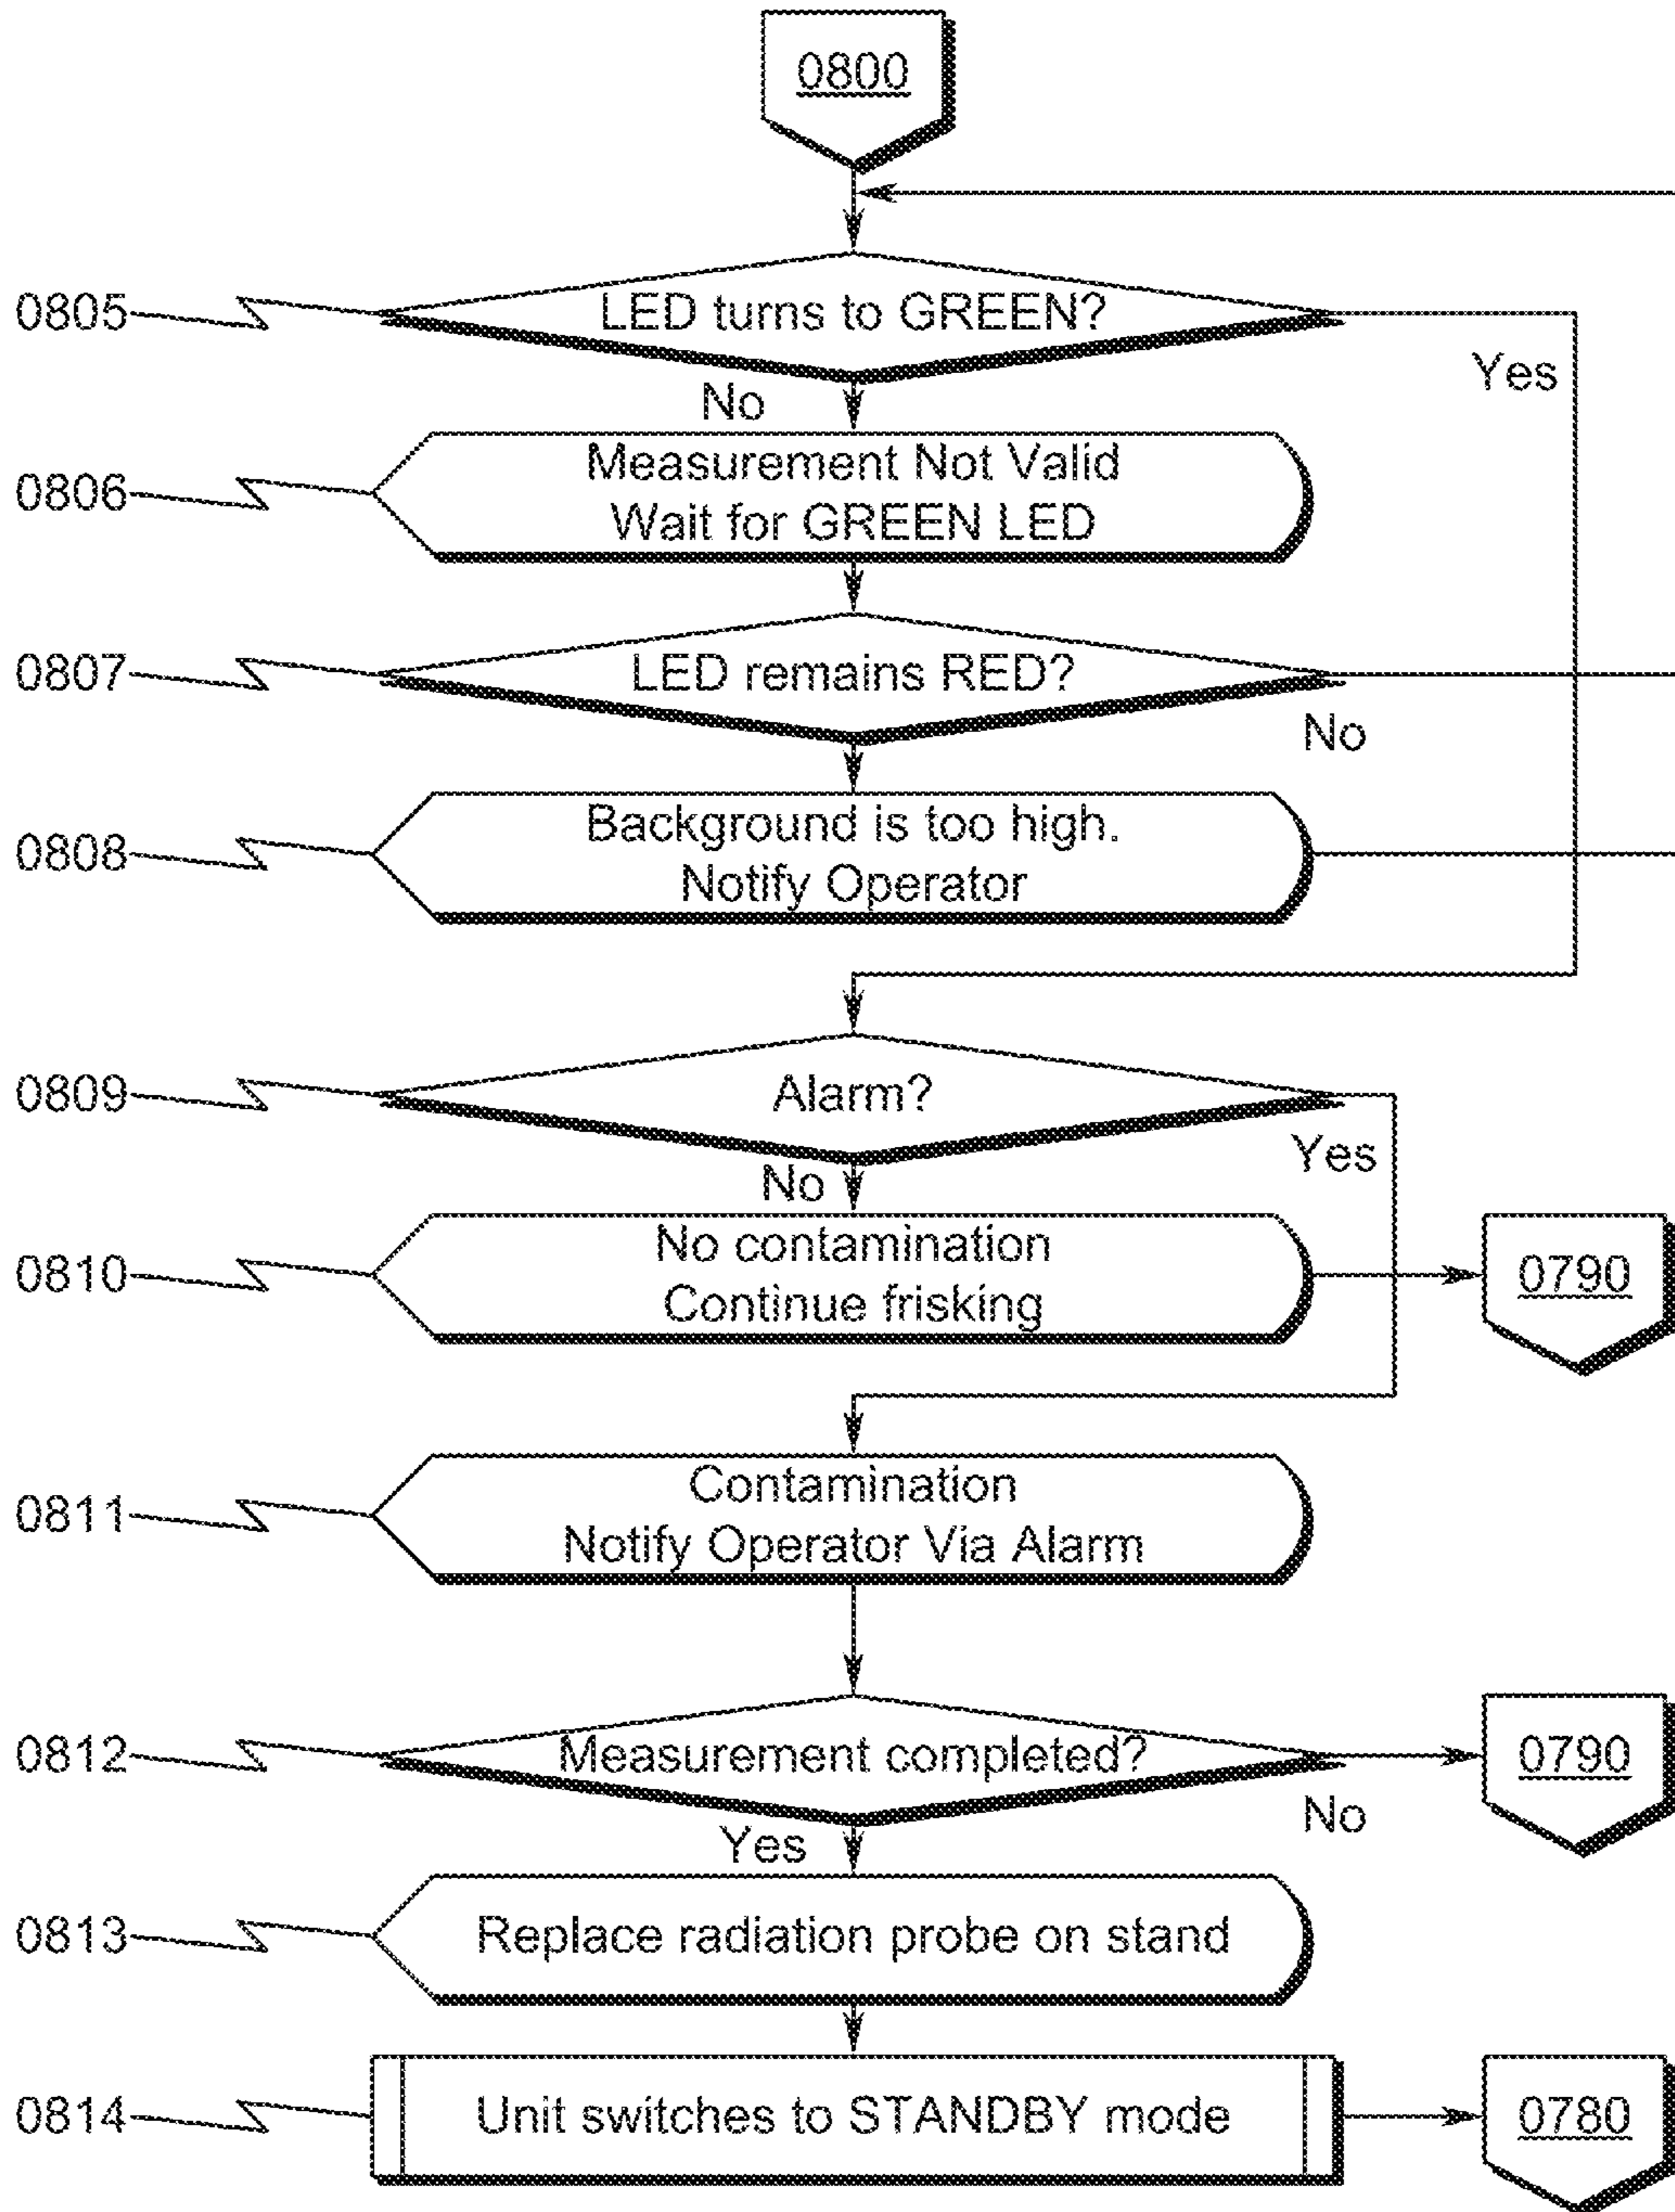 0800
0805
LED turns to GREEN?
Yes
No
0806
Measurement Not Valid
Wait for GREEN LED
0807
LED remains RED?
No
0808
Background is too high.
Notify Operator
0809
Alarm?
Yes
No
0810
No contamination
Continue frisking
0790
0811
Contamination
Notify Operator Via Alarm
0812
Measurement completed?
0790
No
Yes
0813
Replace radiation probe on stand
0814
Unit switches to STANDBY mode
0780